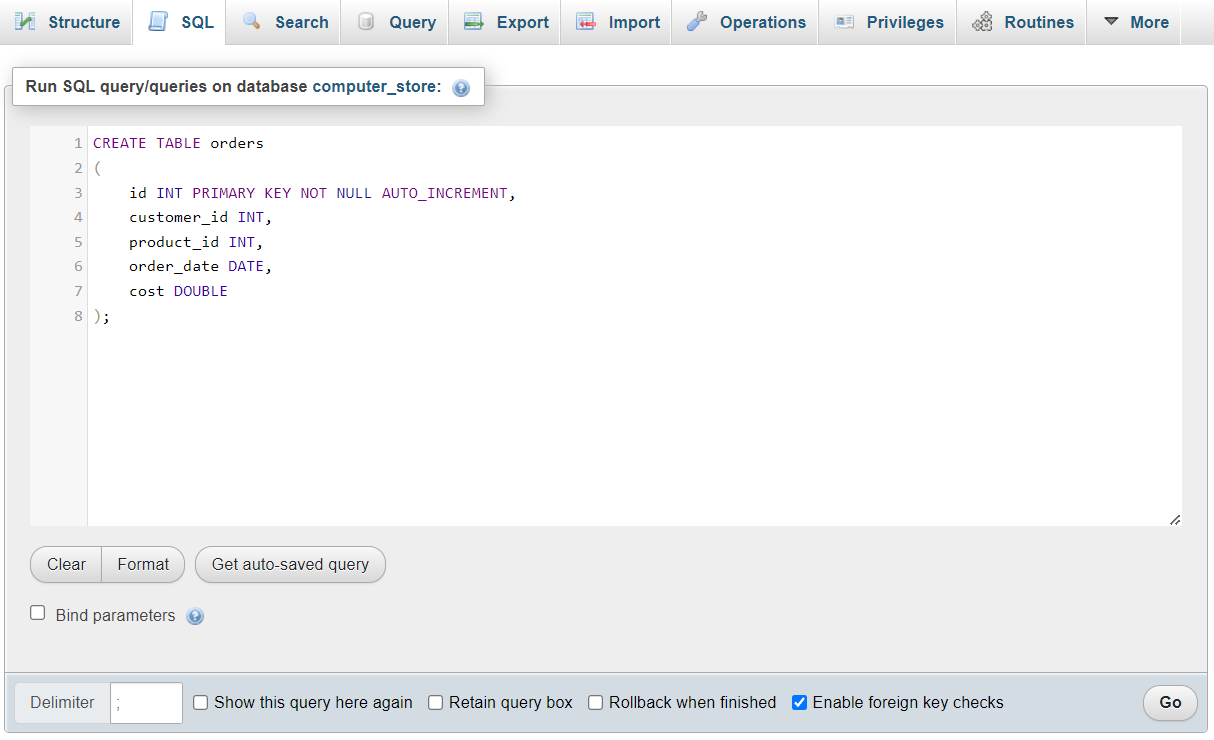 Structure SQL Search Query Export Import Operations Privileges Routines More
Run SQL query/queries on database computer_store:
1 CREATE TABLE orders
2 (
3 id INT PRIMARY KEY NOT NULL AUTO_INCREMENT,
4 customer_id INT,
5 product_id INT,
6 order_date DATE,
7 cost DOUBLE
8 );
Clear Format Get auto-saved query
Bind parameters
Delimiter ; Show this query here again Retain query box Rollback when finished Enable foreign key checks Go